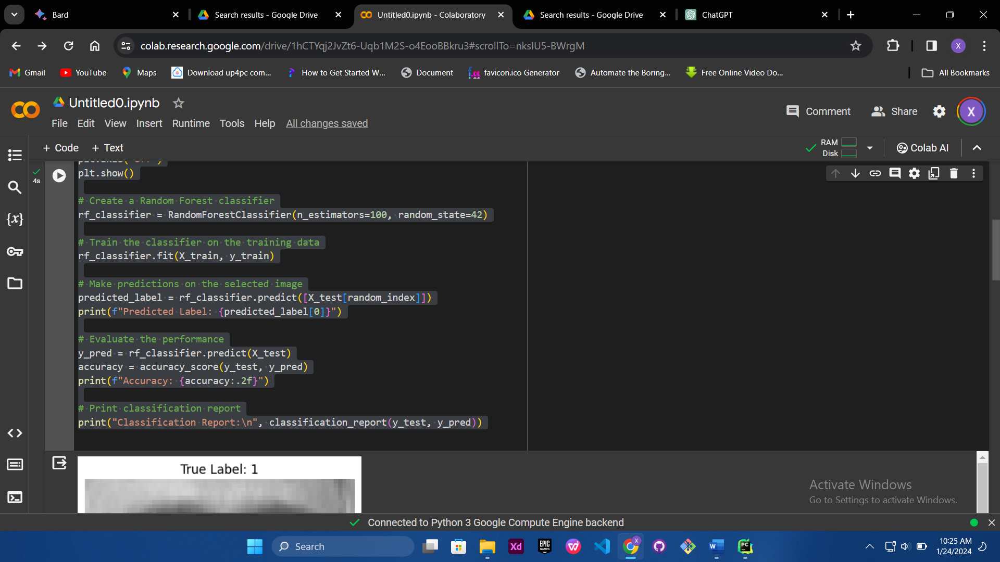 Bard
Search results - Google Drive
Untitled0.ipynb - Colaboratory
Search results - Google Drive
ChatGPT
colab.research.google.com/drive/1hCTYqj2JvZt6-Uqb1M2S-o4EooBBkru3#scrollTo=nksIU5-BWrgM
X
Gmail
YouTube
Maps
Download up4pc com...
How to Get Started W...
Document
favicon.ico Generator
Automate the Boring...
Free Online Video Do...
All Bookmarks
Untitled0.ipynb
Comment
Share
X
File Edit View Insert Runtime Tools Help All changes saved
+ Code + Text
RAM
Disk
Colab AI
4s
{x}
plt.show()
# Create a Random Forest classifier
rf_classifier = RandomForestClassifier(n_estimators=100, random_state=42)
# Train the classifier on the training data
rf_classifier.fit(X_train, y_train)
# Make predictions on the selected image
predicted_label = rf_classifier.predict([X_test[random_index]])
print(f"Predicted Label: {predicted_label[0]}")
# Evaluate the performance
y_pred = rf_classifier.predict(X_test)
accuracy = accuracy_score(y_test, y_pred)
print(f"Accuracy: {accuracy:.2f}")
# Print classification report
print("Classification Report:\n", classification_report(y_test, y_pred))
True Label: 1
Activate Windows
Go to Settings to activate Windows.
Connected to Python 3 Google Compute Engine backend
Search
Xd
EPIC GAMES
W
PC
10:25 AM
1/24/2024